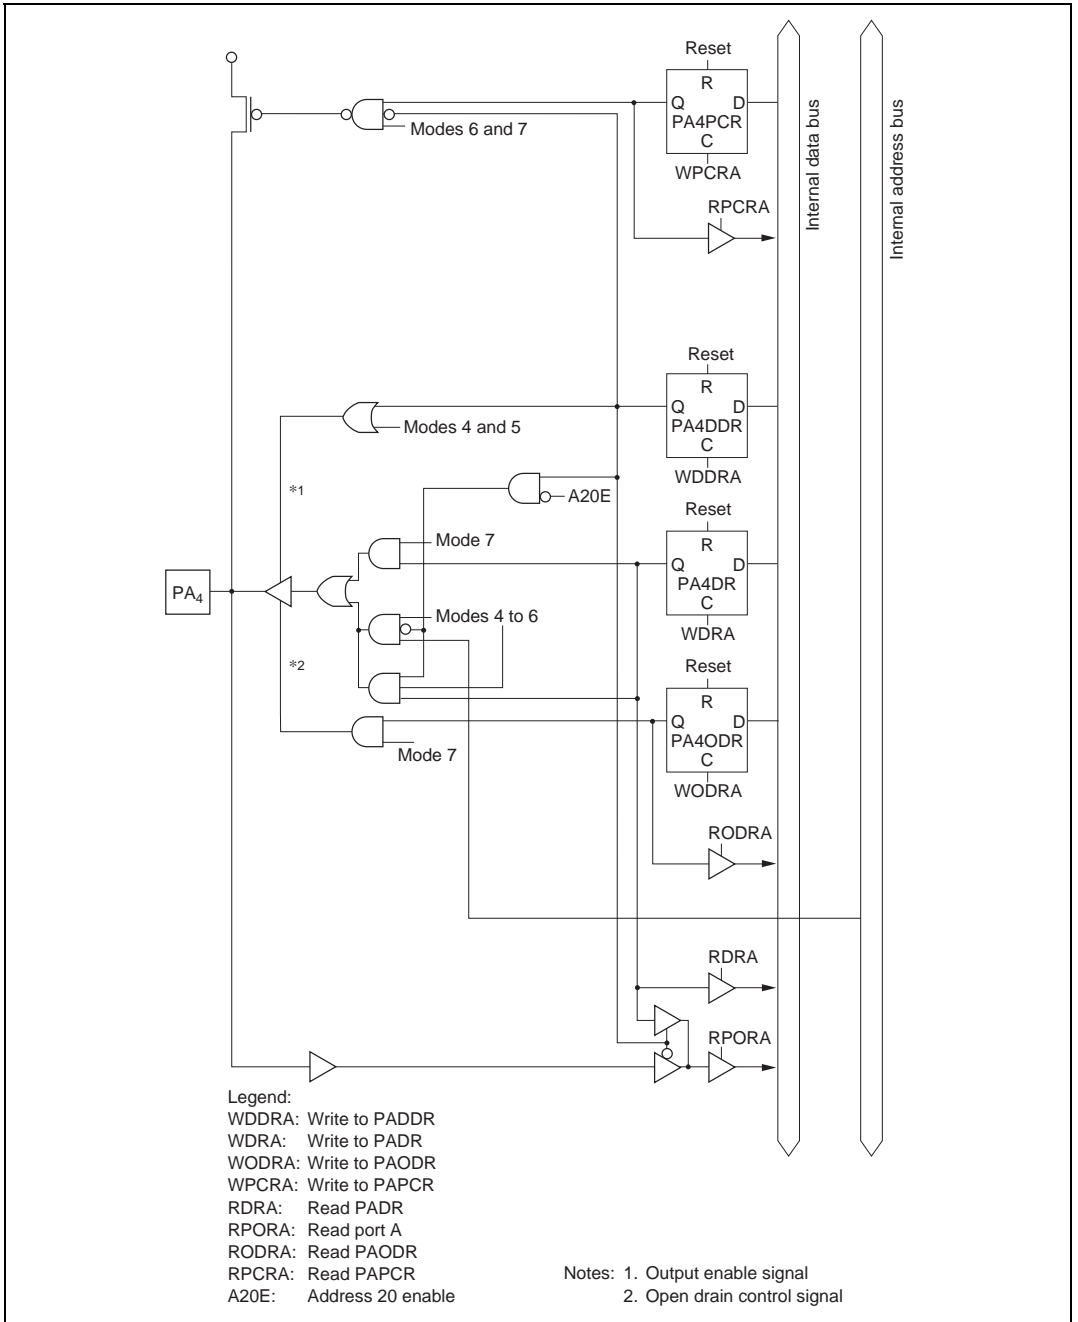 Reset
R
Q D
PA4PCR
C
WPCRA
Modes 6 and 7
RPCRA
Internal data bus
Internal address bus
Reset
R
Q D
PA4DDR
C
WDDRA
Modes 4 and 5
*1
A20E
Reset
R
Q D
PA4DR
C
WDRA
Mode 7
PA4
Modes 4 to 6
*2
Reset
R
Q D
PA4ODR
C
WODRA
Mode 7
RODRA
RDRA
RPORA
Legend:
WDDRA: Write to PADDR
WDRA: Write to PADR
WODRA: Write to PAODR
WPCRA: Write to PAPCR
RDRA: Read PADR
RPORA: Read port A
RODRA: Read PAODR
RPCRA: Read PAPCR
A20E: Address 20 enable
Notes: 1. Output enable signal
2. Open drain control signal